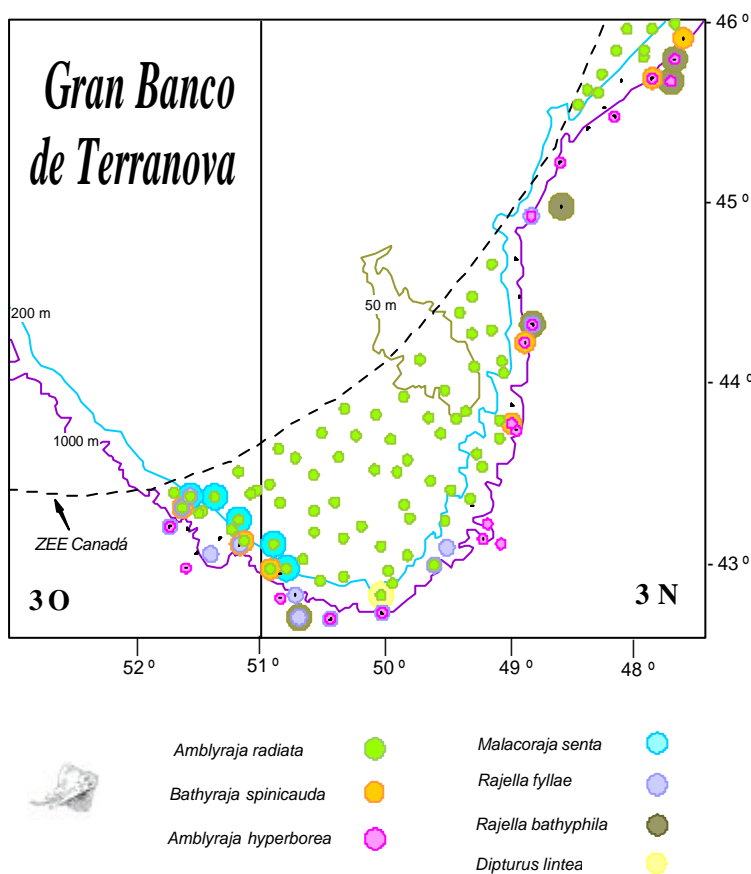 Gran Banco
de Terranova
46 º
45 º
44 º
43 º
200 m
50 m
1000 m
ZEE Canadá
3 O
3 N
52 º
51 º
50 º
49 º
48 º
Amblyraja radiata
Bathyraja spinicauda
Amblyraja hyperborea
Malacoraja senta
Rajella fyllae
Rajella bathyphila
Dipturus lintea